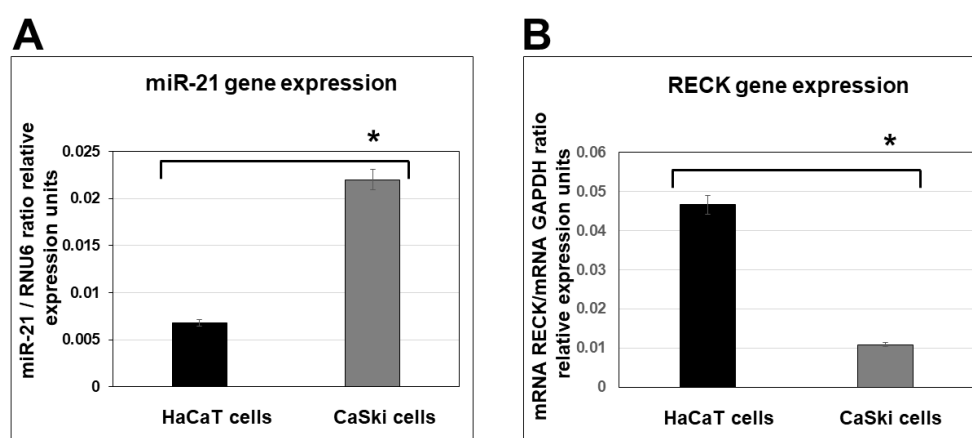 A
miR-21 gene expression
miR-21 / RNU6 ratio relative
expression units
*
0.025
0.02
0.015
0.01
0.005
0
HaCaT cells
CaSki cells
B
RECK gene expression
mRNA RECK/mRNA GAPDH ratio
relative expression units
*
0.06
0.05
0.04
0.03
0.02
0.01
0
HaCaT cells
CaSki cells